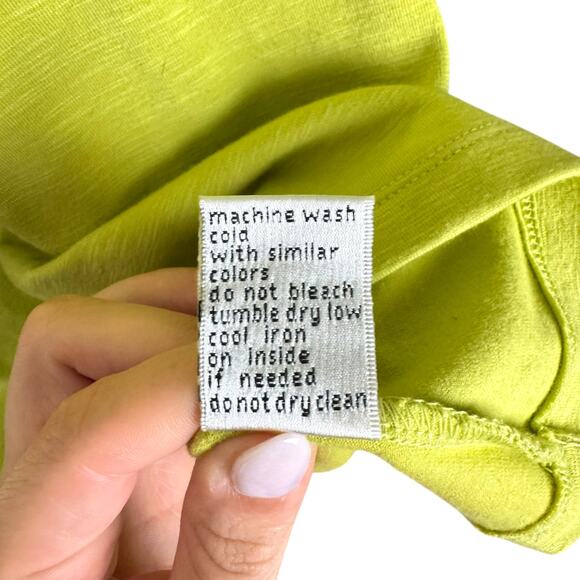 machine wash
cold
with similar
colors
do not bleach
tumble dry low
cool iron
on inside
if needed
do not dry clean